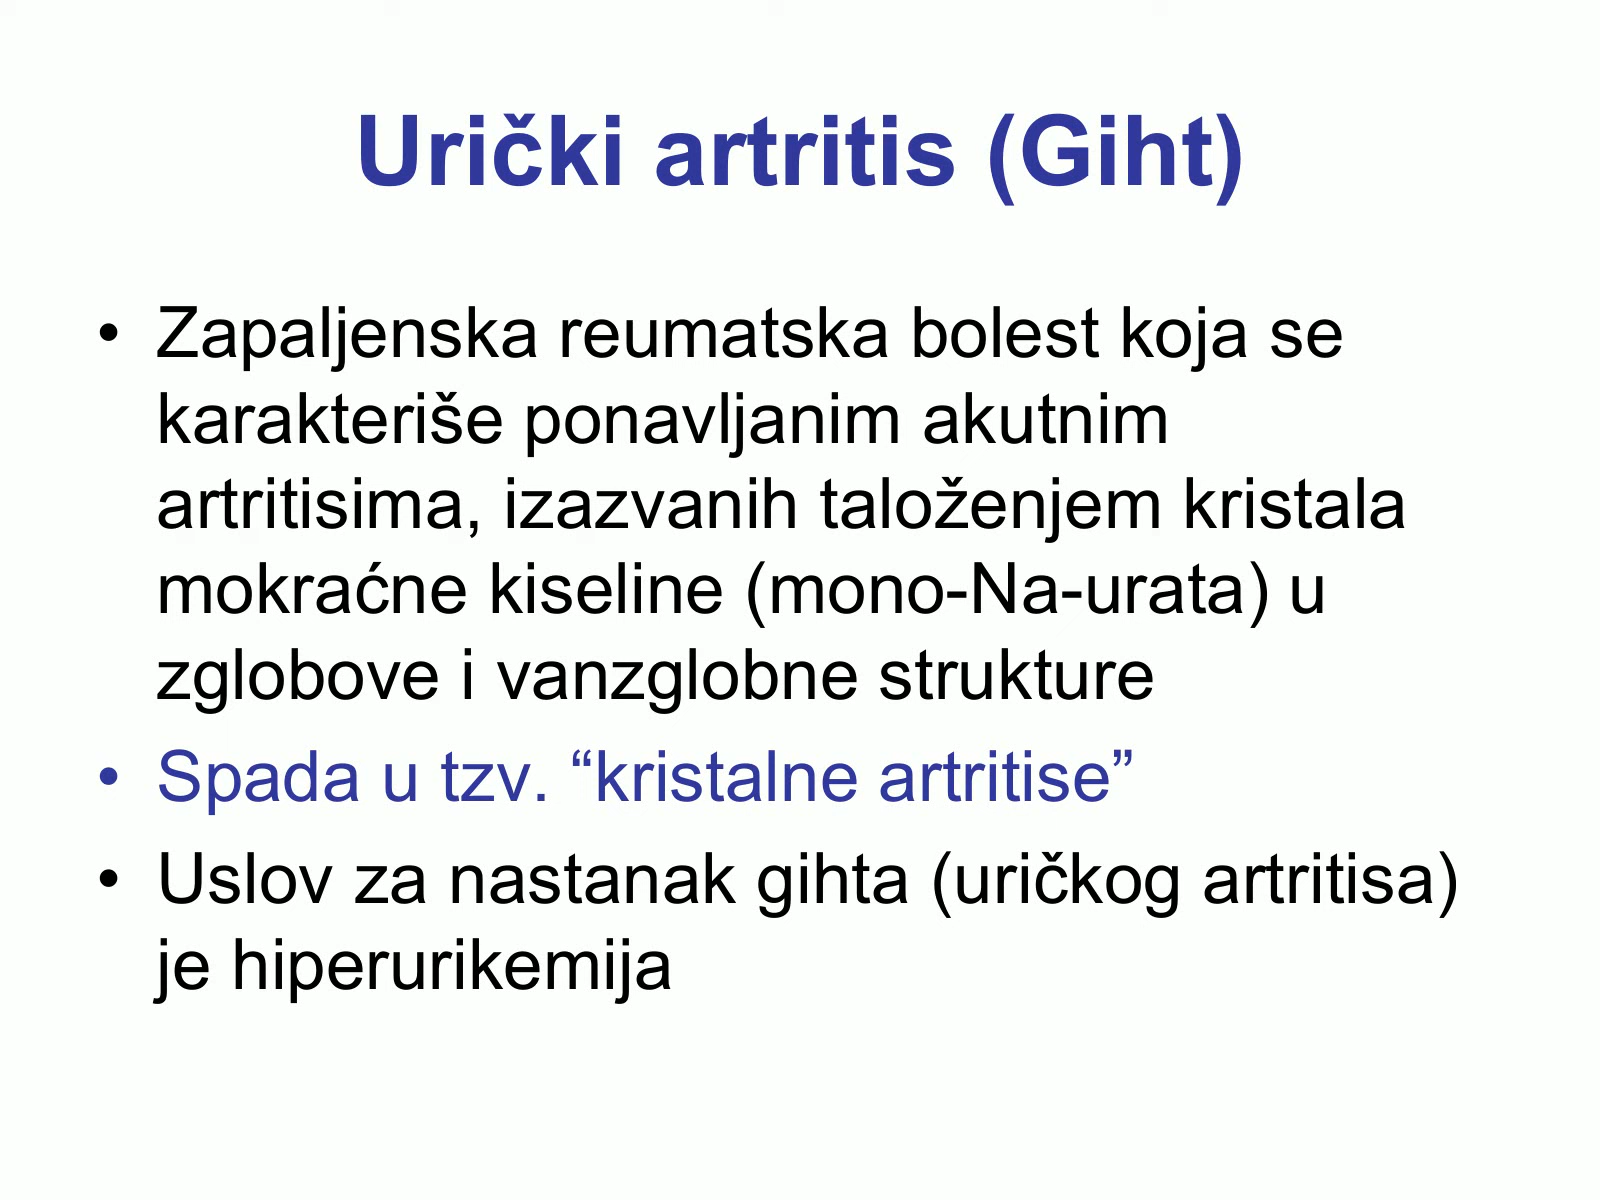 Urički artritis (Giht)
• Zapaljenska reumatska bolest koja se
karakteriše ponavljanim akutnim
artritisima, izazvanih taloženjem kristala
mokraćne kiseline (mono-Na-urata) u
zglobove i vanzglobne strukture
• Spada u tzv. “kristalne artritise”
• Uslov za nastanak gihta (uričkog artritisa)
je hiperurikemija